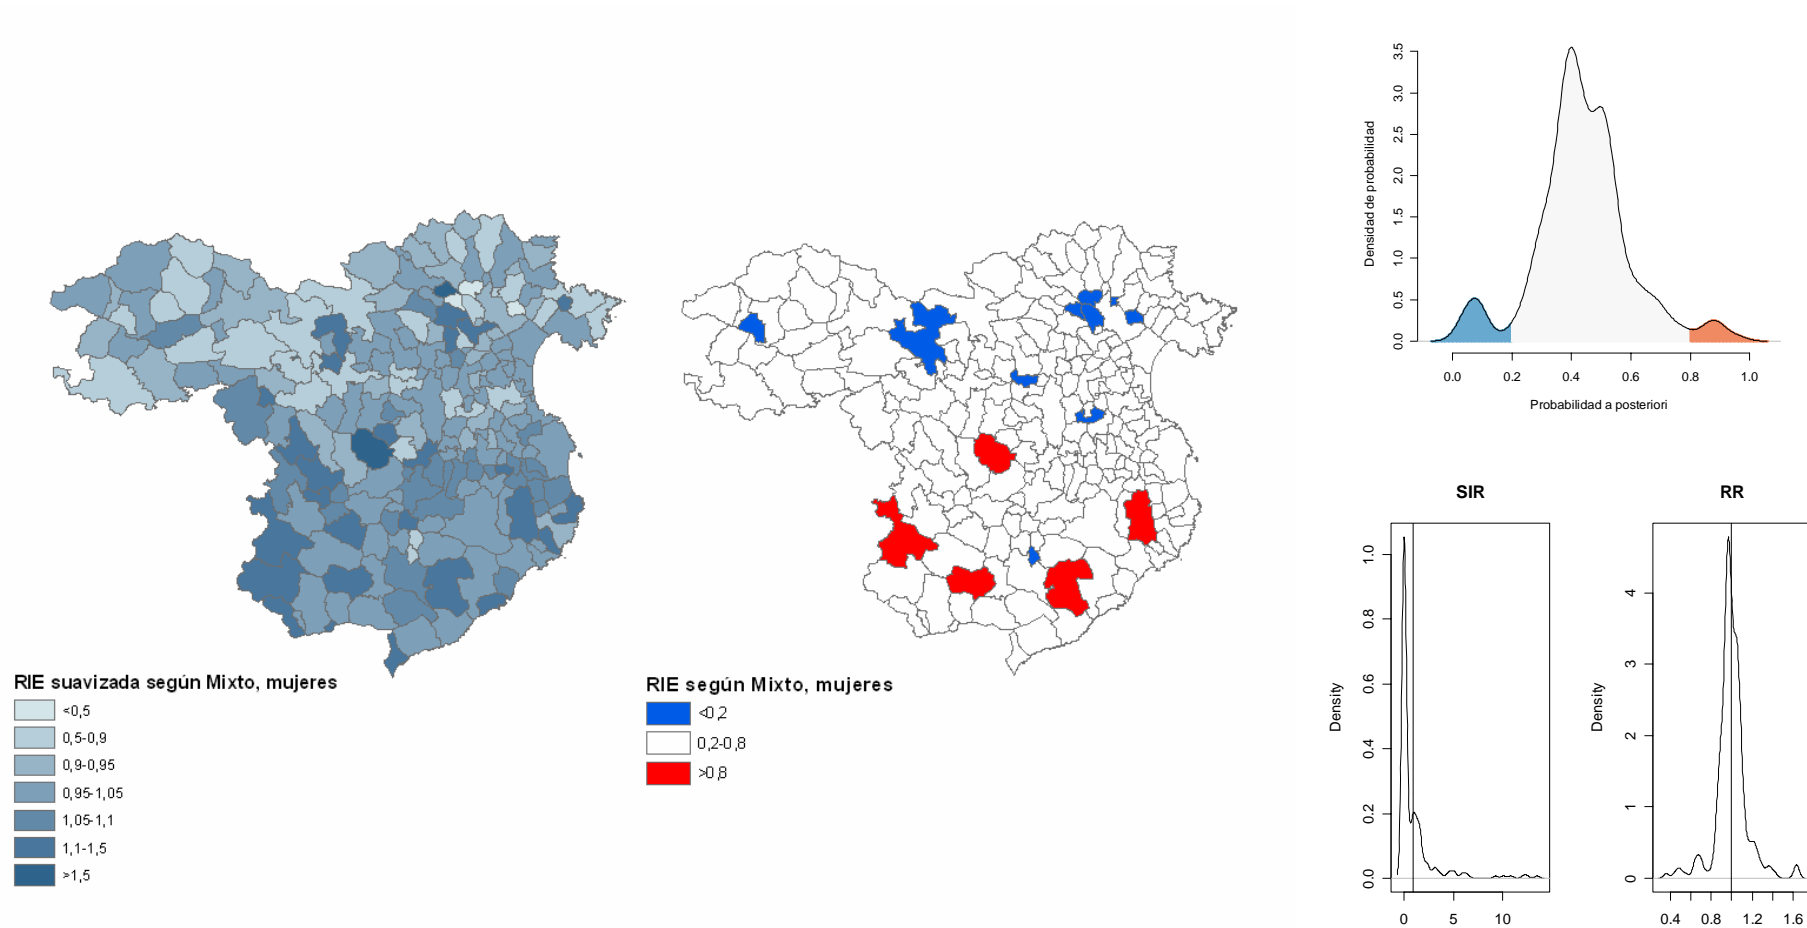 RIE suavizada según Mixto, mujeres
<0,5
0,5-0,9
0,9-0,95
0,95-1,05
1,05-1,1
1,1-1,5
>1,5
RIE según Mixto, mujeres
<0,2
0,2-0,8
>0,8
Densidad de probabilidad
3.5
3.0
2.5
2.0
1.5
1.0
0.5
0.0
0.0 0.2 0.4 0.6 0.8 1.0
Probabilidad a posteriori
SIR
Density
1.0
0.8
0.6
0.4
0.2
0.0
0 5 10
RR
Density
4
3
2
1
0
0.4 0.8 1.2 1.6